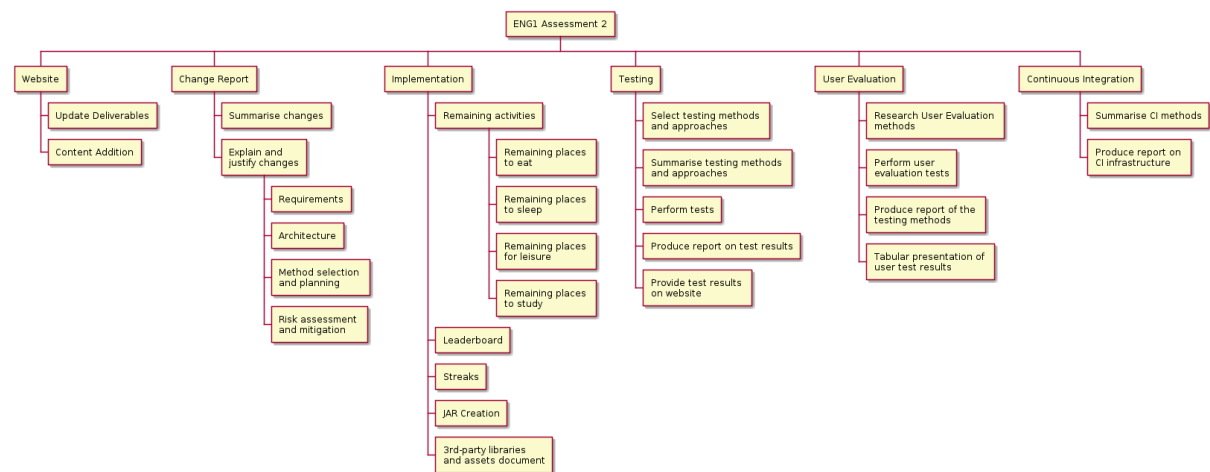 ENG1 Assessment 2
Website
Update Deliverables
Content Addition
Change Report
Summarise changes
Explain and
justify changes
Requirements
Architecture
Method selection
and planning
Risk assessment
and mitigation
Implementation
Remaining activities
Remaining places
to eat
Remaining places
to sleep
Remaining places
for leisure
Remaining places
to study
Leaderboard
Streaks
JAR Creation
3rd-party libraries
and assets document
Testing
Select testing methods
and approaches
Summarise testing methods
and approaches
Perform tests
Produce report on test results
Provide test results
on website
User Evaluation
Research User Evaluation
methods
Perform user
evaluation tests
Produce report of the
testing methods
Tabular presentation of
user test results
Continuous Integration
Summarise CI methods
Produce report on
CI infrastructure